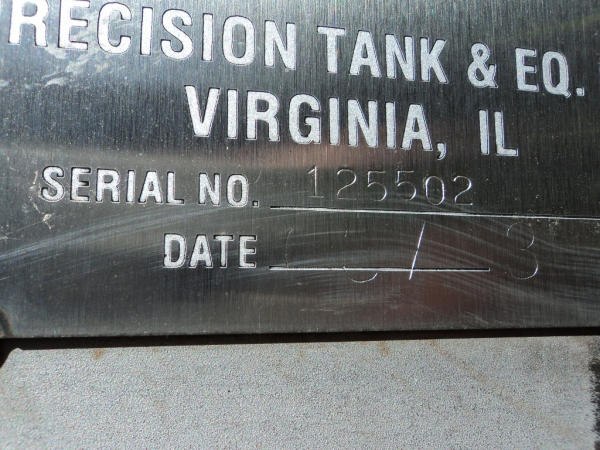 RECISION TANK & EQ.
VIRGINIA, IL
SERIAL NO. 125502
DATE